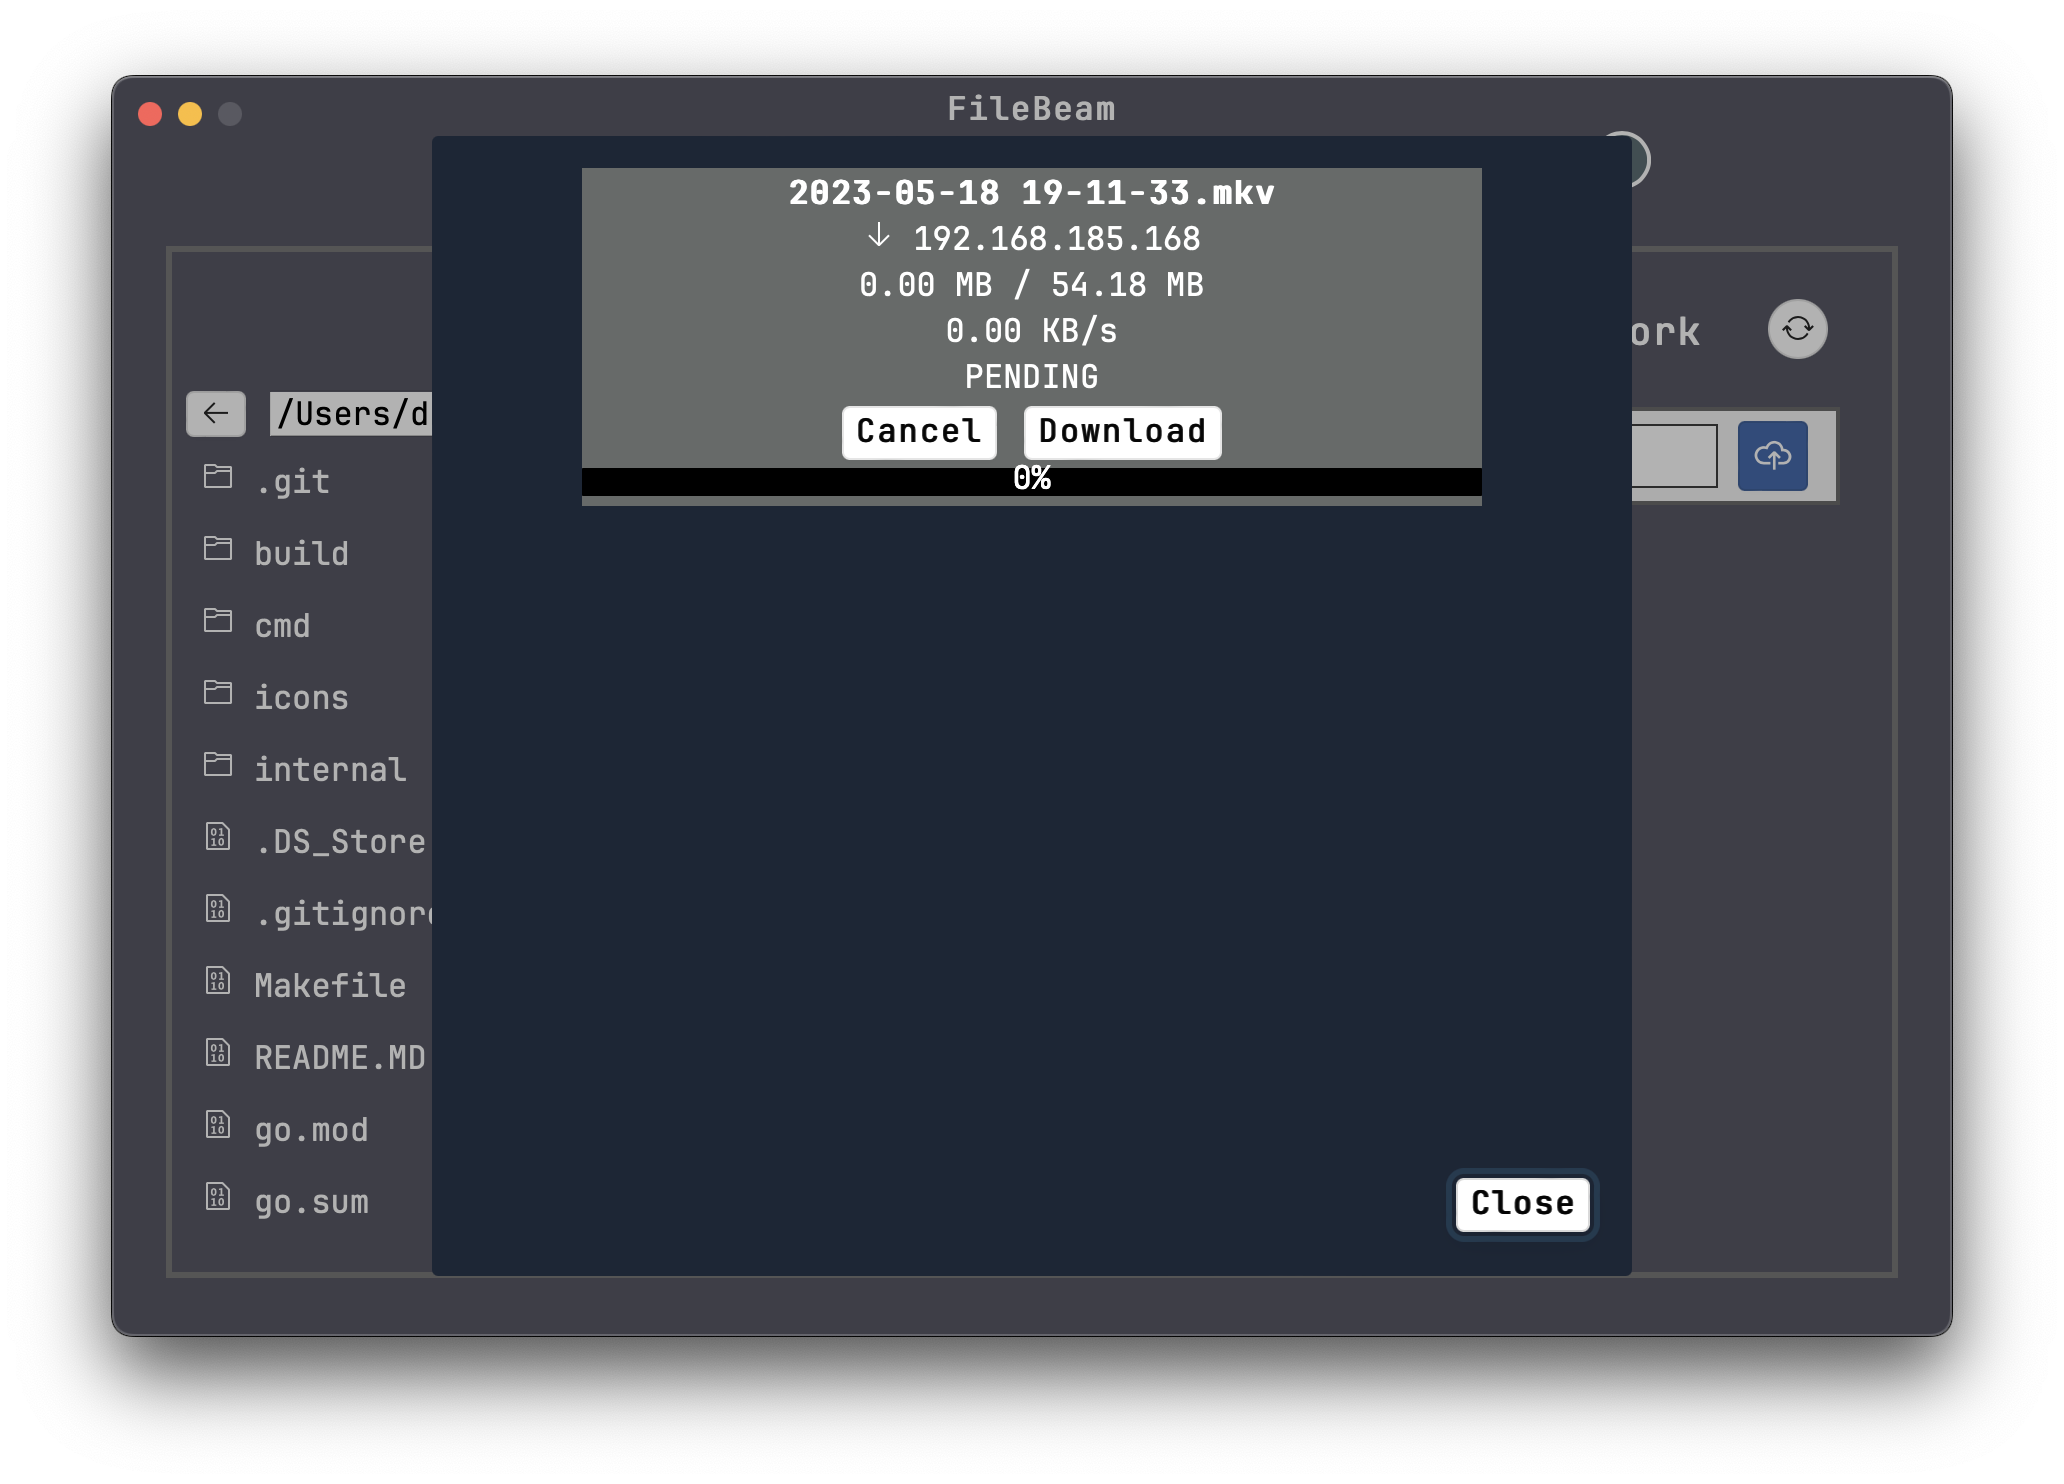 FileBeam
2023-05-18 19-11-33.mkv
192.168.185.168
0.00 MB / 54.18 MB
0.00 KB/s
PENDING
Cancel
Download
0%
ork
/Users/d
.git
build
cmd
icons
internal
.DS_Store
.gitignore
Makefile
README.MD
go.mod
go.sum
Close